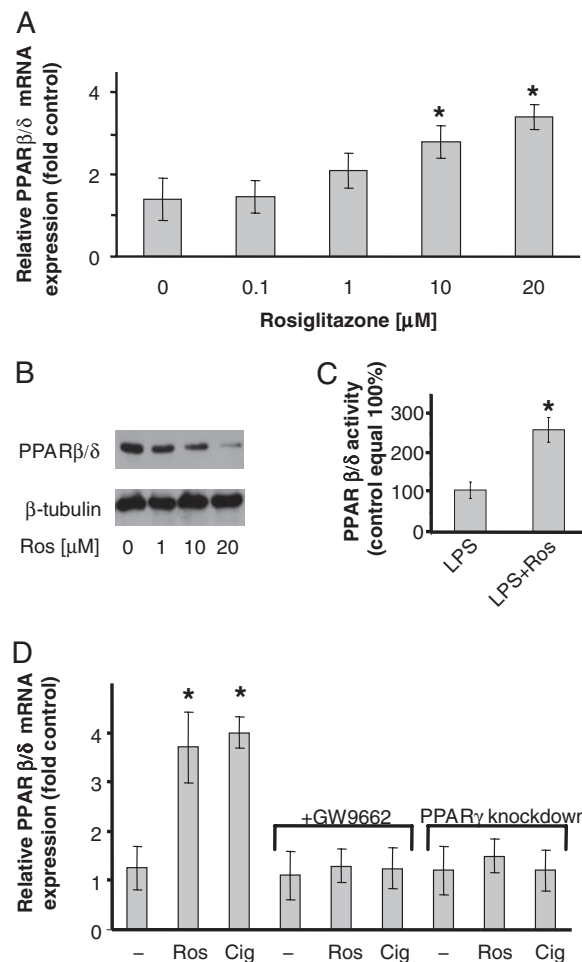 A
Relative PPARβ/δ mRNA
expression (fold control)
4
2
0
*
*
0 0.1 1 10 20
Rosiglitazone [μM]
B
PPARβ/δ
β-tubulin
Ros [μM] 0 1 10 20
C
PPAR β/δ activity
(control equal 100%)
300
200
100
0
*
LPS
LPS+Ros
D
Relative PPAR β/δ mRNA
expression (fold control)
4
3
2
1
0
*
*
+GW9662
PPARγ knockdown
– Ros Cig – Ros Cig – Ros Cig